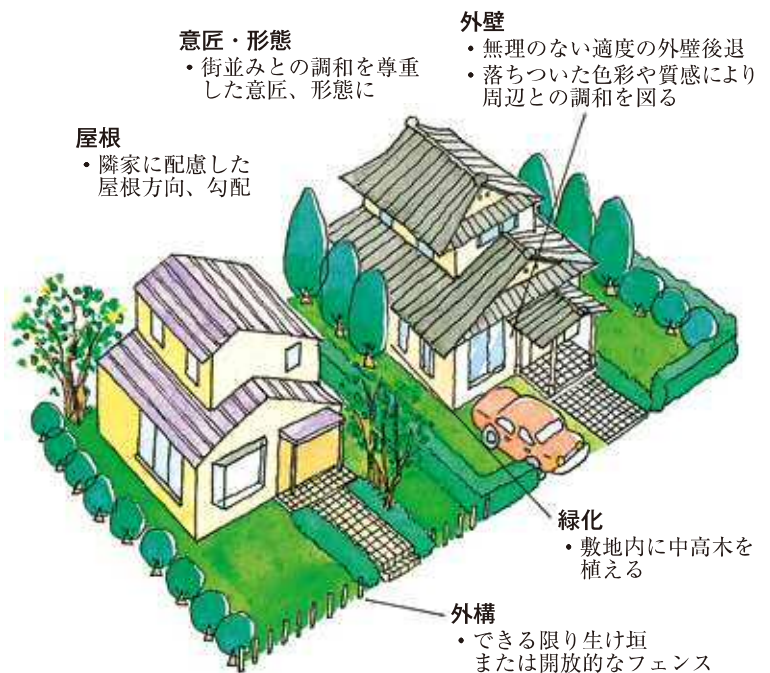 意匠・形態
・街並みとの調和を尊重
した意匠、形態に
外壁
・無理のない適度の外壁後退
・落ちついた色彩や質感により
周辺との調和を図る
屋根
・隣家に配慮した
屋根方向、勾配
緑化
・敷地内に中高木を
植える
外構
・できる限り生け垣
または開放的なフェンス